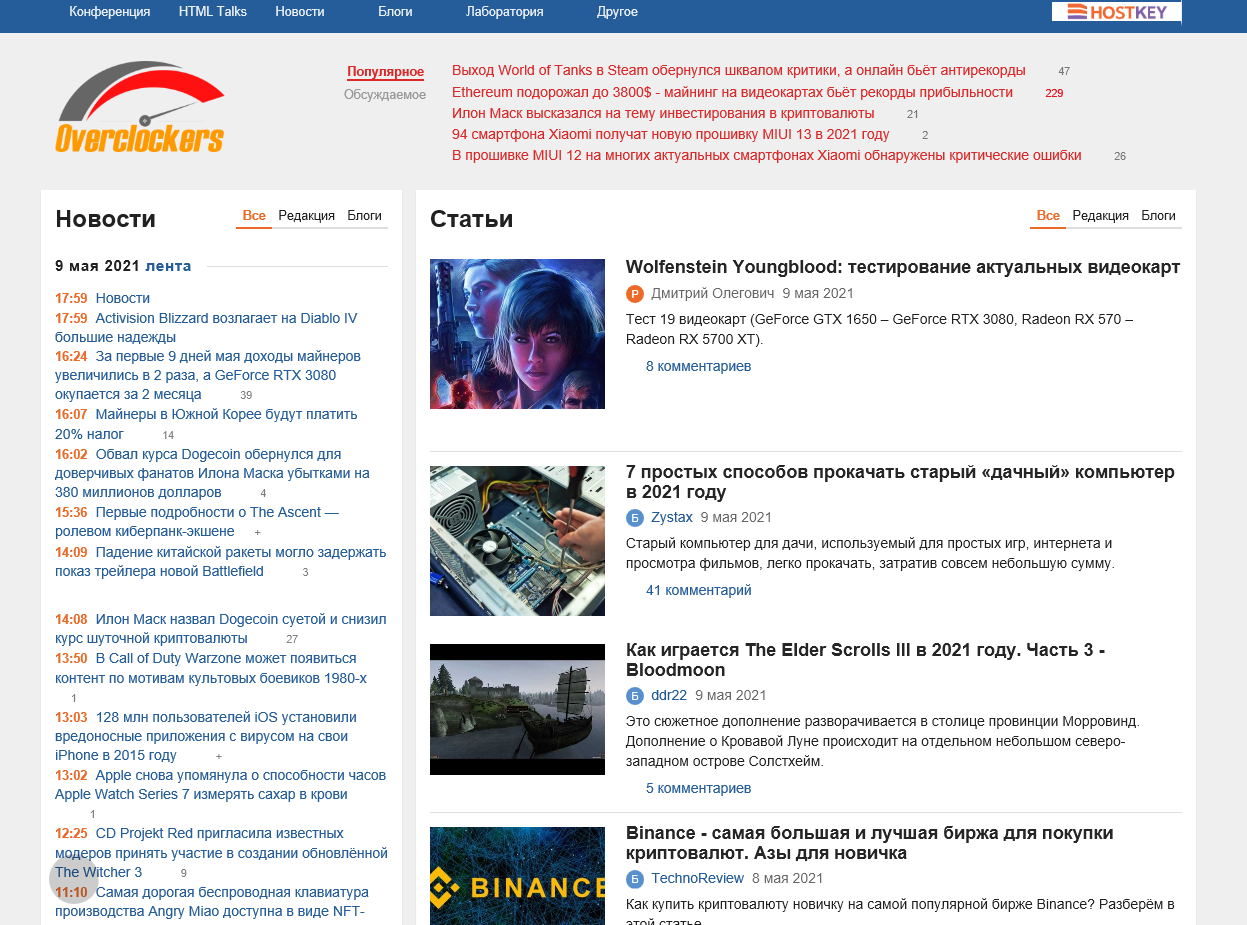 Конференция HTML Talks Новости Блоги Лаборатория Другое
HOSTKEY
Overclockers
Популярное
Обсуждаемое
Выход World of Tanks в Steam обернулся шквалом критики, а онлайн бьёт антирекорды 47
Ethereum подорожал до 3800$ - майнинг на видеокартах бьёт рекорды прибыльности 229
Илон Маск высказался на тему инвестирования в криптовалюты 21
94 смартфона Xiaomi получат новую прошивку MIUI 13 в 2021 году 2
В прошивке MIUI 12 на многих актуальных смартфонах Xiaomi обнаружены критические ошибки 26
Новости
Все Редакция Блоги
9 мая 2021 лента
17:59 Новости
17:59 Activision Blizzard возлагает на Diablo IV
большие надежды
16:24 За первые 9 дней мая доходы майнеров
увеличились в 2 раза, а GeForce RTX 3080
окупается за 2 месяца 39
16:07 Майнеры в Южной Корее будут платить
20% налог 14
16:02 Обвал курса Dogecoin обернулся для
доверчивых фанатов Илона Маска убытками на
380 миллионов долларов 4
15:36 Первые подробности о The Ascent —
ролевом киберпанк-экшене +
14:09 Падение китайской ракеты могло задержать
показ трейлера новой Battlefield 3
14:08 Илон Маск назвал Dogecoin суетой и снизил
курс шуточной криптовалюты 27
13:50 В Call of Duty Warzone может появиться
контент по мотивам культовых боевиков 1980-х
1
13:03 128 млн пользователей iOS установили
вредоносные приложения с вирусом на свои
iPhone в 2015 году +
13:02 Apple снова упомянула о способности часов
Apple Watch Series 7 измерять сахар в крови
1
12:25 CD Projekt Red пригласила известных
модеров принять участие в создании обновлённой
The Witcher 3 9
11:10 Самая дорогая беспроводная клавиатура
производства Angry Miao доступна в виде NFT-
Статьи
Все Редакция Блоги
Wolfenstein Youngblood: тестирование актуальных видеокарт
Р Дмитрий Олегович 9 мая 2021
Тест 19 видеокарт (GeForce GTX 1650 – GeForce RTX 3080, Radeon RX 570 –
Radeon RX 5700 XT).
8 комментариев
7 простых способов прокачать старый «дачный» компьютер
в 2021 году
Б Zystax 9 мая 2021
Старый компьютер для дачи, используемый для простых игр, интернета и
просмотра фильмов, легко прокачать, затратив совсем небольшую сумму.
41 комментарий
Как играется The Elder Scrolls III в 2021 году. Часть 3 -
Bloodmoon
Б ddr22 9 мая 2021
Это сюжетное дополнение разворачивается в столице провинции Морровинд.
Дополнение о Кровавой Луне происходит на отдельном небольшом северо-
западном острове Солстхейм.
5 комментариев
BINANCE
Binance - самая большая и лучшая биржа для покупки
криптовалют. Азы для новичка
Б TechnoReview 8 мая 2021
Как купить криптовалюту новичку на самой популярной бирже Binance? Разберём в
этой статье